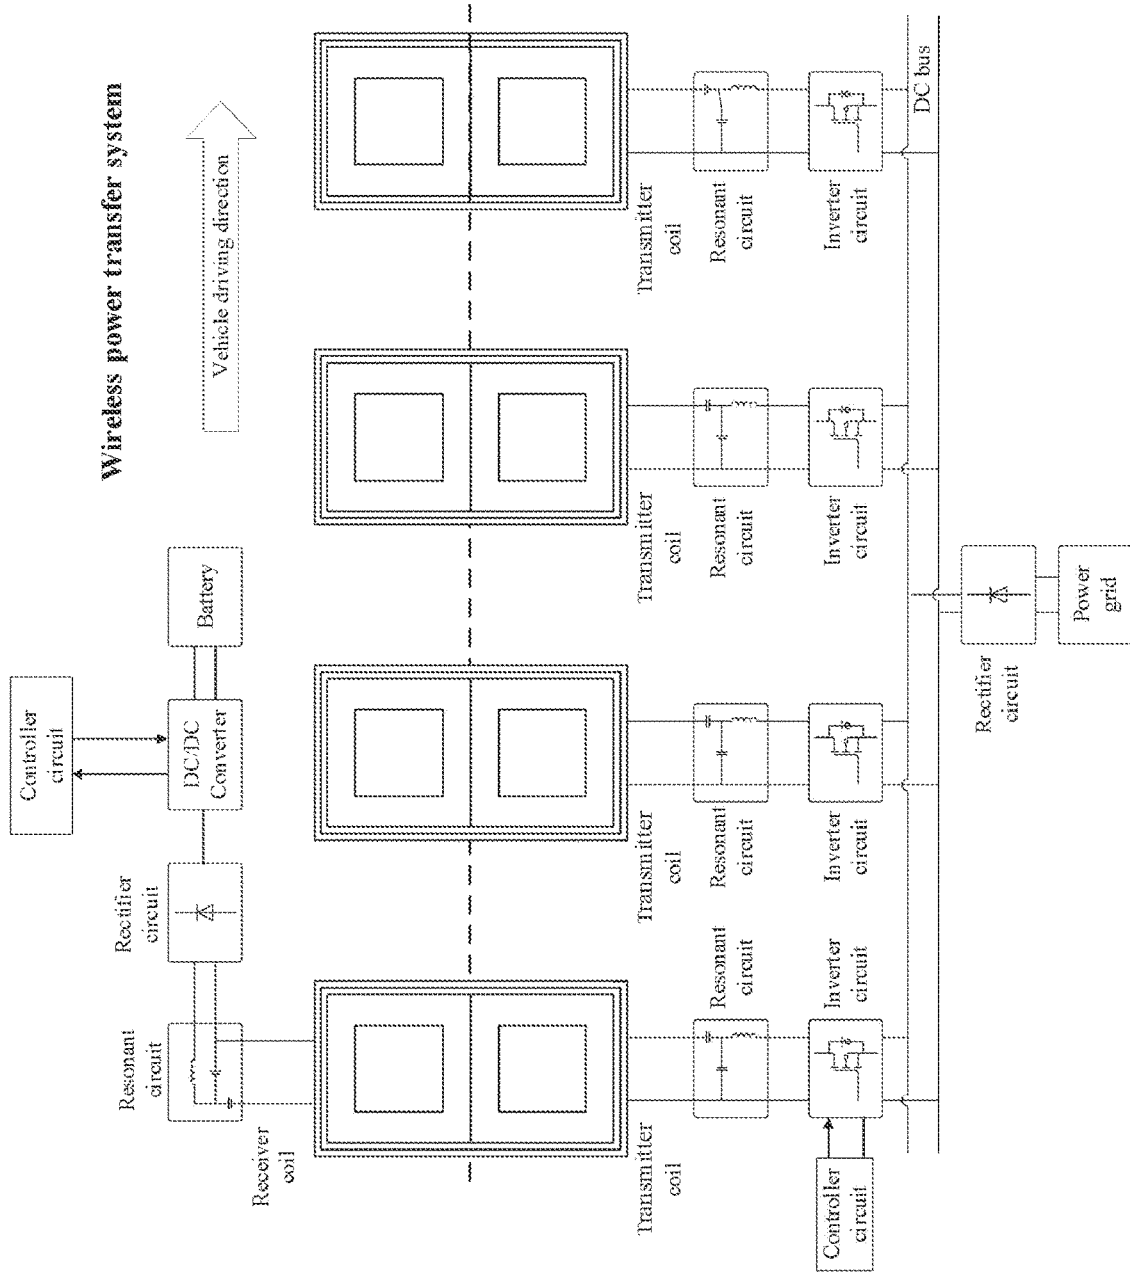 Wireless power transfer system
Vehicle driving direction
Controller
circuit
DC/DC
Converter
Battery
Rectifier
circuit
Resonant
circuit
Receiver
coil
Transmitter
coil
Transmitter
coil
Transmitter
coil
Transmitter
coil
Resonant
circuit
Resonant
circuit
Resonant
circuit
Resonant
circuit
Inverter
circuit
Inverter
circuit
Inverter
circuit
Inverter
circuit
Controller
circuit
DC bus
Rectifier
circuit
Power
grid